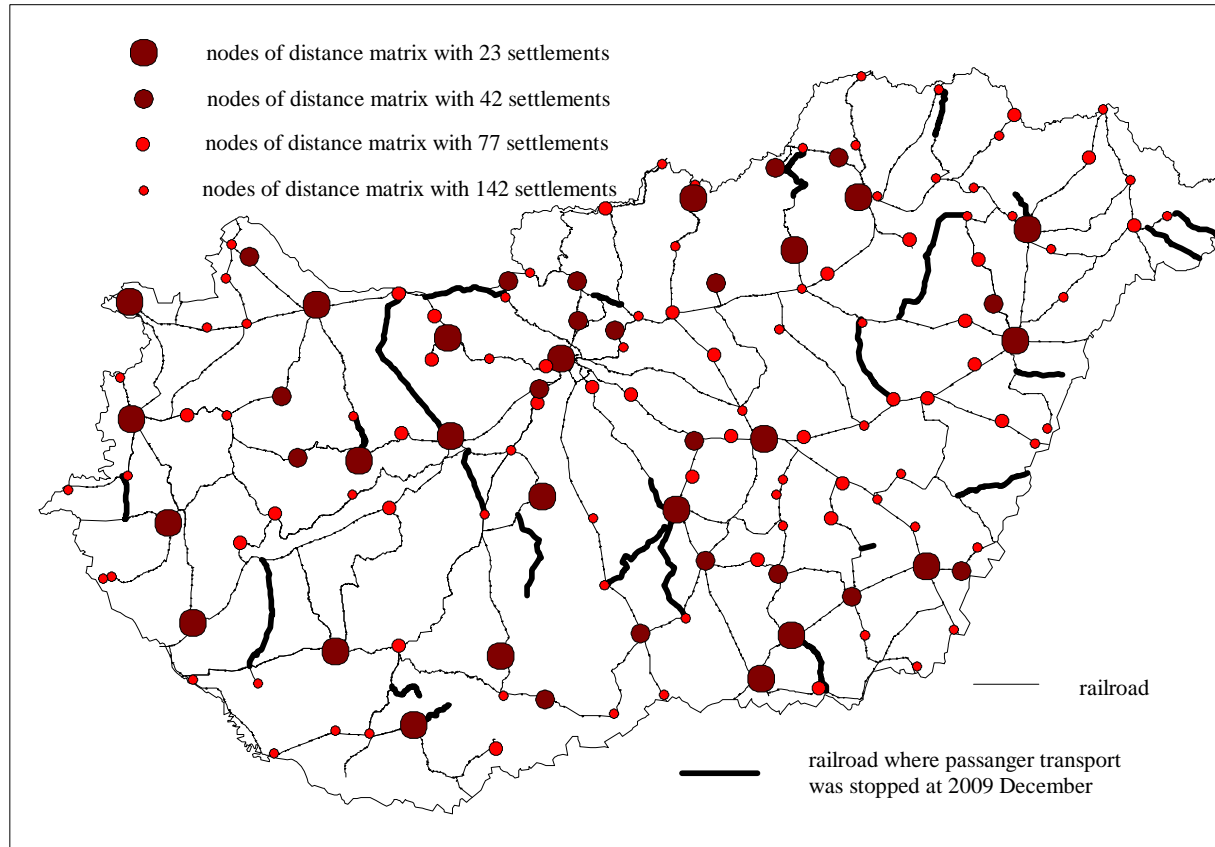 nodes of distance matrix with 23 settlements
nodes of distance matrix with 42 settlements
nodes of distance matrix with 77 settlements
nodes of distance matrix with 142 settlements
railroad
railroad where passanger transport
was stopped at 2009 December